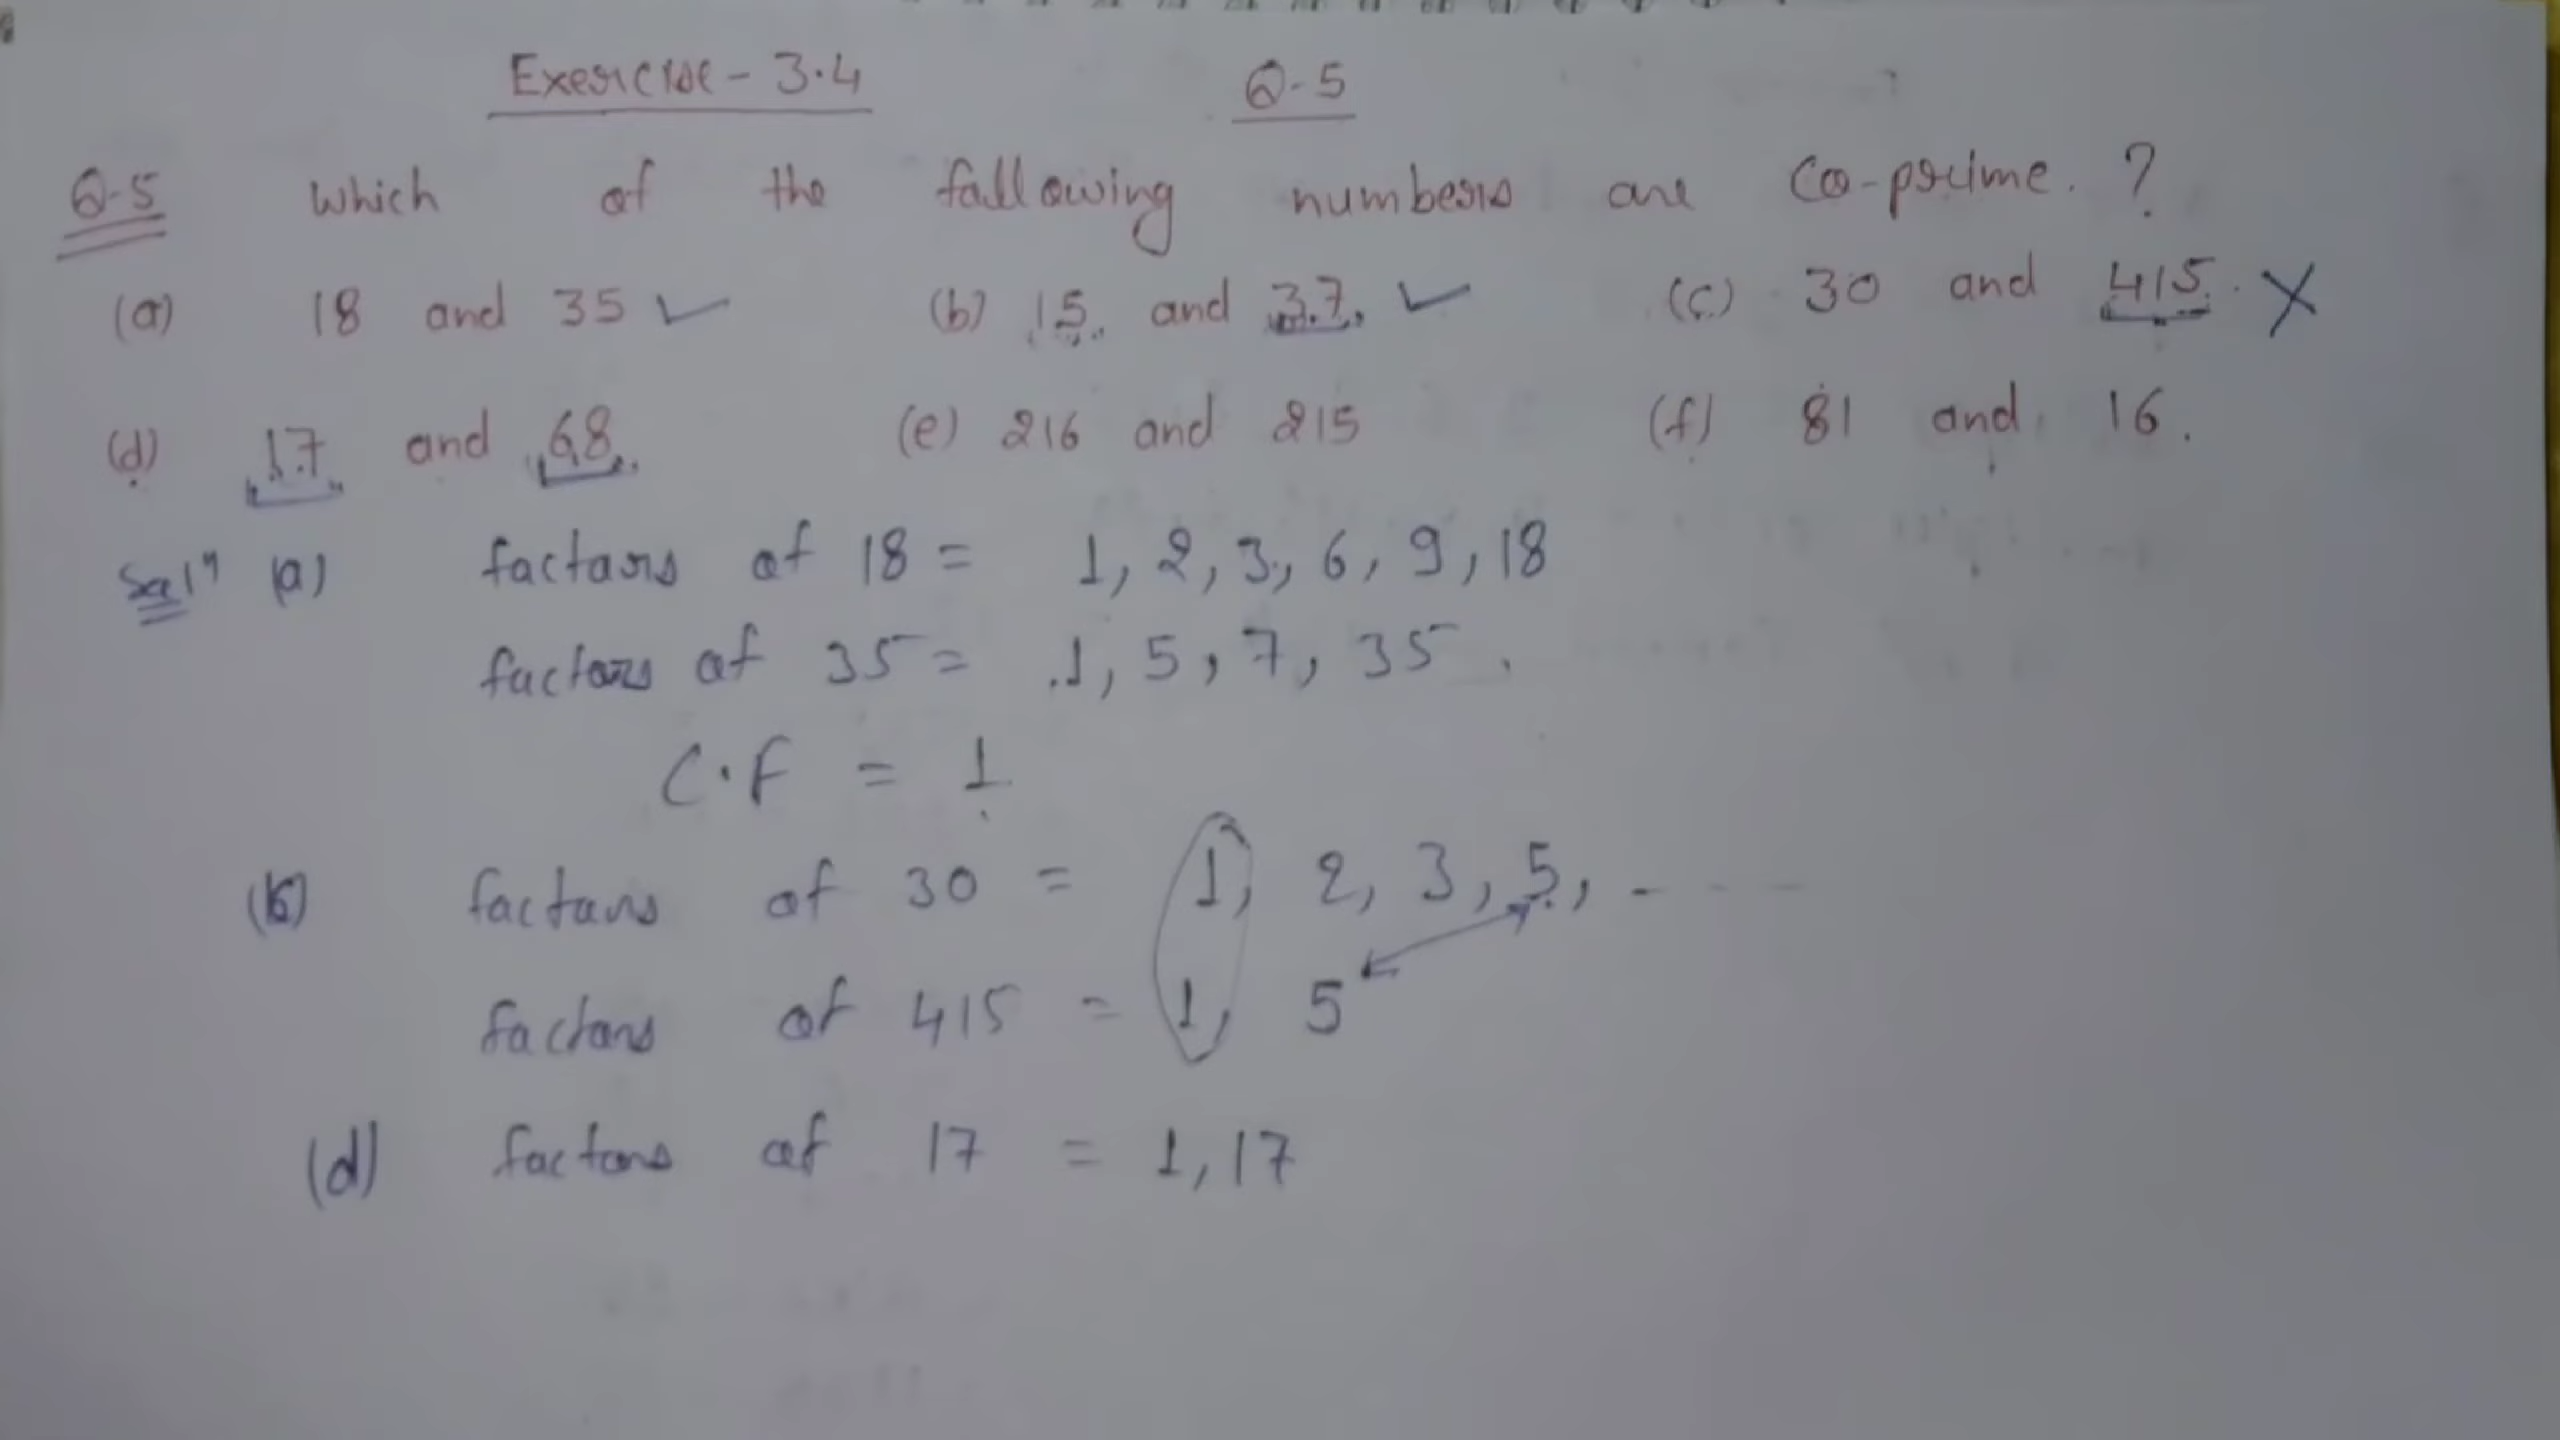 Exercise - 3.4 Q-5
Q-5 Which of the following numbers are Co-prime. ?
(a) 18 and 35 ✓ (b) 15 and 37, ✓ (c) 30 and 415. X
(d) 17 and 68 (e) 216 and 215 (f) 81 and 16.
Solⁿ (a) factors of 18 = 1, 2, 3, 6, 9, 18
factors of 35 = 1, 5, 7, 35.
C.F = 1
factors of 30 = 1, 2, 3, 5, - - - -
factors of 415 = 1, 5
(d) factors of 17 = 1, 17